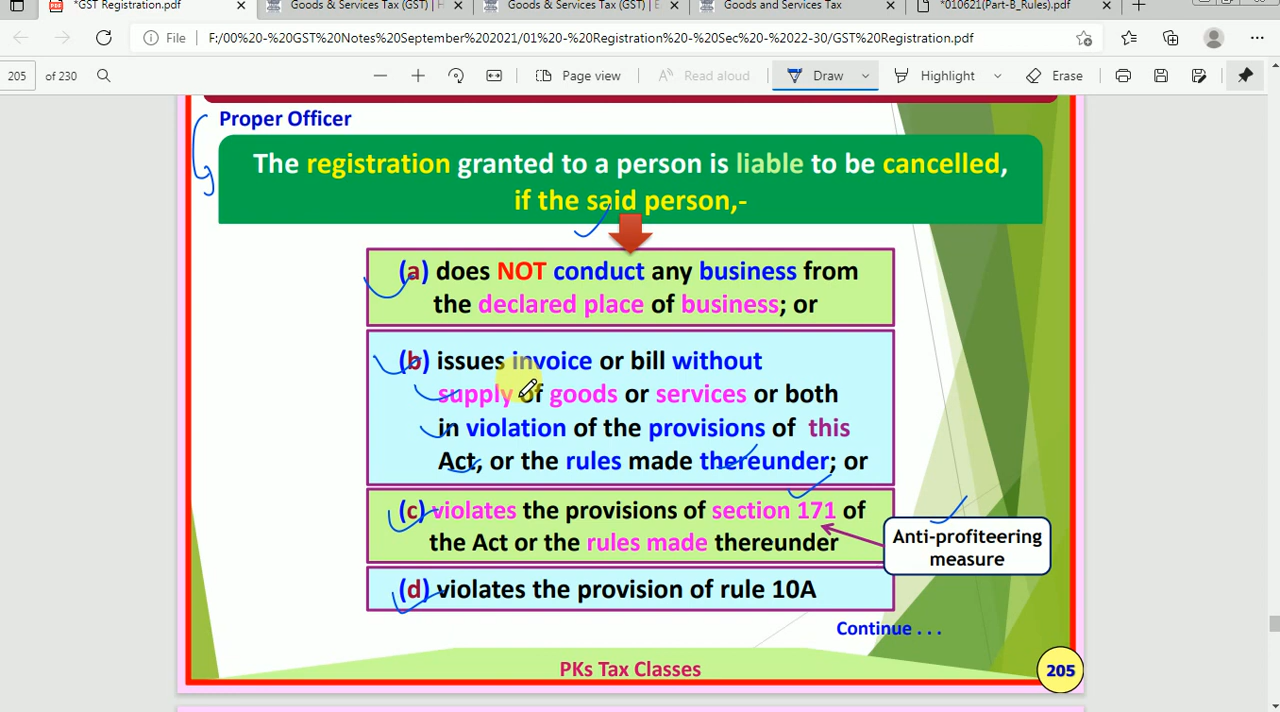 *GST Registration.pdf
Goods & Services Tax (GST) | H
Goods & Services Tax (GST) | E
Goods and Services Tax
*010621(Part-B_Rules).pdf
File
F:/00%20-%20GST%20Notes%20September%202021/01%20-%20Registration%20-%20Sec%20-%2022-30/GST%20Registration.pdf
205 of 230
Page view
Read aloud
Draw
Highlight
Erase
Proper Officer
The registration granted to a person is liable to be cancelled,
if the said person,-
(a) does NOT conduct any business from
the declared place of business; or
(b) issues invoice or bill without
supply of goods or services or both
in violation of the provisions of this
Act, or the rules made thereunder; or
(c) violates the provisions of section 171 of
the Act or the rules made thereunder
Anti-profiteering
measure
(d) violates the provision of rule 10A
Continue . . .
PKs Tax Classes
205